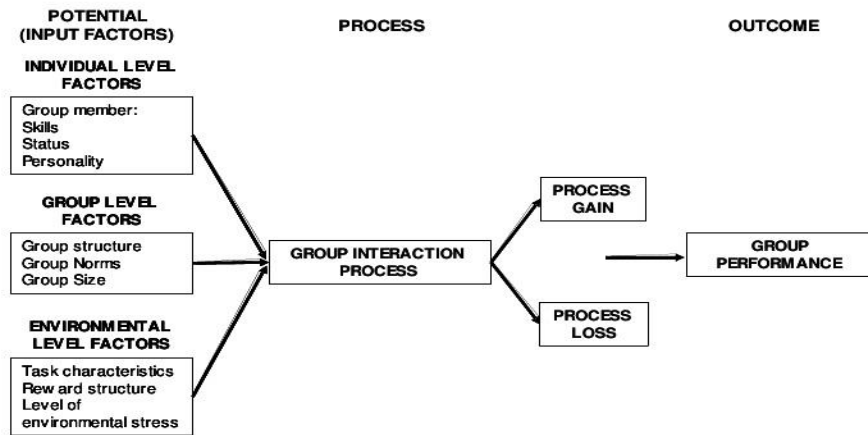 POTENTIAL
(INPUT FACTORS)
PROCESS
OUTCOME
INDIVIDUAL LEVEL
FACTORS
Group member:
Skills
Status
Personality
GROUP LEVEL
FACTORS
Group structure
Group Norms
Group Size
ENVIRONMENTAL
LEVEL FACTORS
Task characteristics
Reward structure
Level of
environmental stress
GROUP INTERACTION
PROCESS
PROCESS
GAIN
PROCESS
LOSS
GROUP
PERFORMANCE